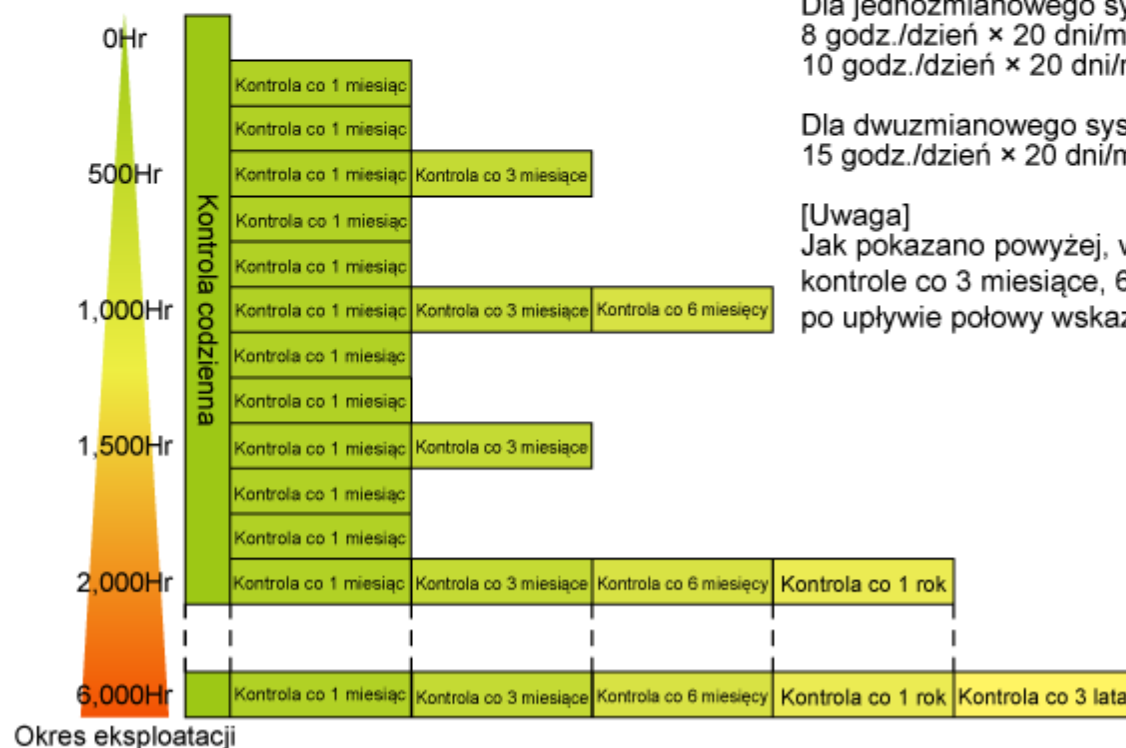 Dla jednozmianowego
8 godz./dzień × 20
10 godz./dzień × 20
Dla dwuzmianowego
15 godz./dzień × 20
[Uwaga]
Jak pokazano powyżej,
kontrole co 3 miesiące,
po upływie połowy
0Hr
Kontrola co 1 miesiąc
Kontrola co 1 miesiąc
500Hr
Kontrola co 1 miesiąc Kontrola co 3 miesiące
Kontrola co 1 miesiąc
Kontrola co 1 miesiąc
1,000Hr
Kontrola co 1 miesiąc Kontrola co 3 miesiące Kontrola co 6 miesięcy
Kontrola co 1 miesiąc
Kontrola co 1 miesiąc
1,500Hr
Kontrola co 1 miesiąc Kontrola co 3 miesiące
Kontrola co 1 miesiąc
Kontrola co 1 miesiąc
2,000Hr
Kontrola co 1 miesiąc Kontrola co 3 miesiące Kontrola co 6 miesięcy Kontrola co 1 rok
Kontrola codzienna
6,000Hr
Kontrola co 1 miesiąc Kontrola co 3 miesiące Kontrola co 6 miesięcy Kontrola co 1 rok Kontrola co 3 lata
Okres eksploatacji